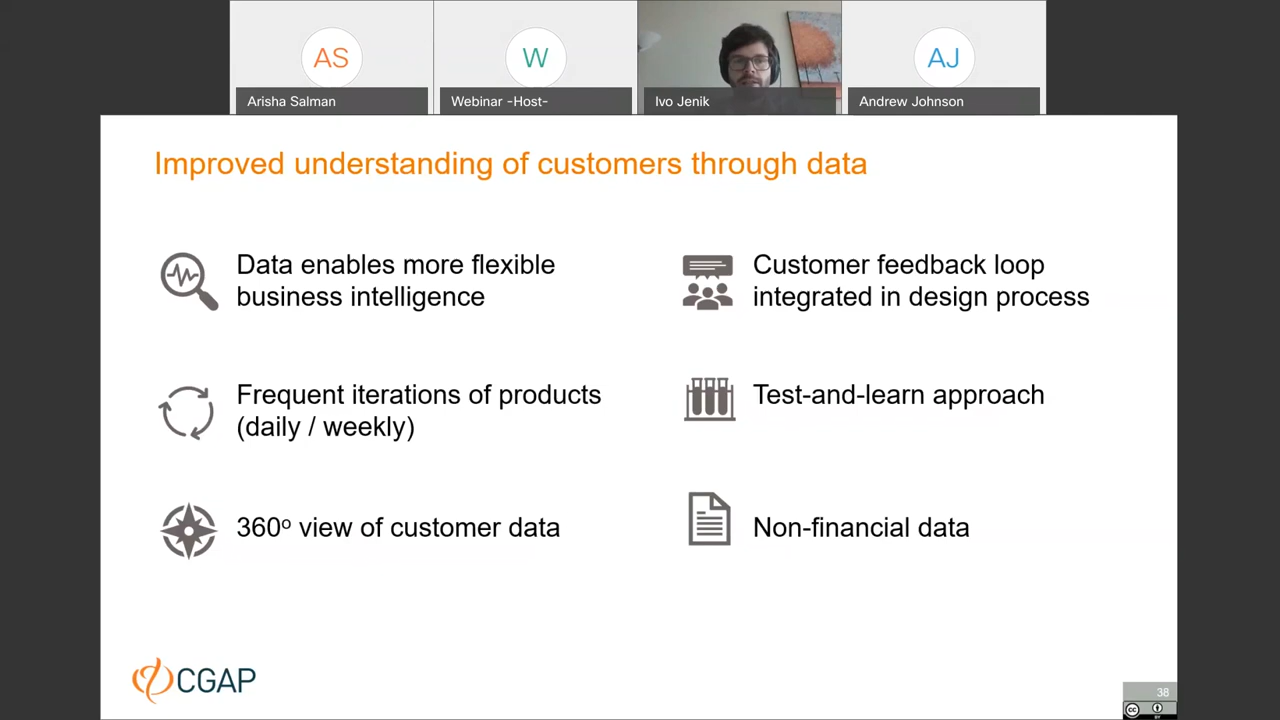 AS
W
AJ
Arisha Salman
Webinar -Host-
Ivo Jenik
Andrew Johnson
Improved understanding of customers through data
Data enables more flexible
business intelligence
Customer feedback loop
integrated in design process
Frequent iterations of products
(daily / weekly)
Test-and-learn approach
360º view of customer data
Non-financial data
CGAP
38
cc
BY